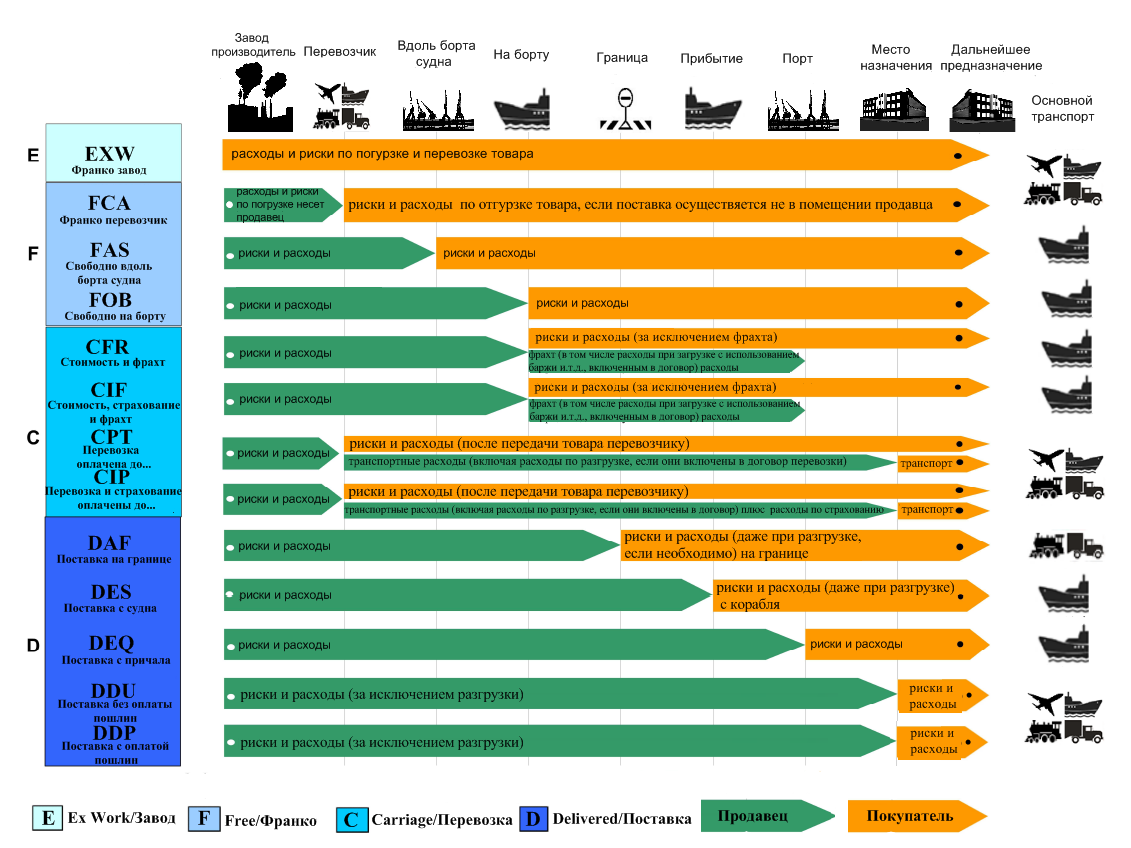 Завод
производитель
Перевозчик
Вдоль борта
судна
На борту
Граница
Прибытие
Порт
Место
назначения
Дальнейшее
предназначение
Основной
транспорт
E
EXW
Франко завод
расходы и риски по погурзке и перевозке товара
FCA
Франко перевозчик
расходы и риски
по погрузке несет
продавец
риски и расходы по отгурзке товара, если поставка осуществяется не в помещении продавца
F
FAS
Свободно вдоль
борта судна
риски и расходы
риски и расходы
FOB
Свободно на борту
риски и расходы
риски и расходы
CFR
Стоимость и фрахт
риски и расходы
риски и расходы (за исключением фрахта)
фрахт (в том числе расходы при загрузке с использованием
баржи и.т.д., включенным в договор) расходы
CIF
Стоимость, страхование
и фрахт
риски и расходы
риски и расходы (за исключением фрахта)
фрахт (в том числе расходы при загрузке с использованием
баржи и.т.д., включенным в договор) расходы
C
CPT
Перевозка
оплачена до...
риски и расходы
риски и расходы (после передачи товара перевозчику)
транспортные расходы (включая расходы по разгрузке, если они включены в договор перевозки)
транспорт
CIP
Перевозка и страхование
оплачены до...
риски и расходы
риски и расходы (после передачи товара перевозчику)
транспортные расходы (включая расходы по разгрузке, если они включены в договор) плюс расходы по страхованию
транспорт
DAF
Поставка на границе
риски и расходы
риски и расходы (даже при разгрузке,
если необходимо) на границе
DES
Поставка с судна
риски и расходы
риски и расходы (даже при разгрузке)
с корабля
D
DEQ
Поставка с причала
риски и расходы
риски и расходы
DDU
Поставка без оплаты
пошлин
риски и расходы (за исключением разгрузки)
риски и
расходы
DDP
Поставка с оплатой
пошлин
риски и расходы (за исключением разгрузки)
риски и
расходы
E Ex Work/Завод
F Free/Франко
C Carriage/Перевозка
D Delivered/Поставка
Продавец
Покупатель